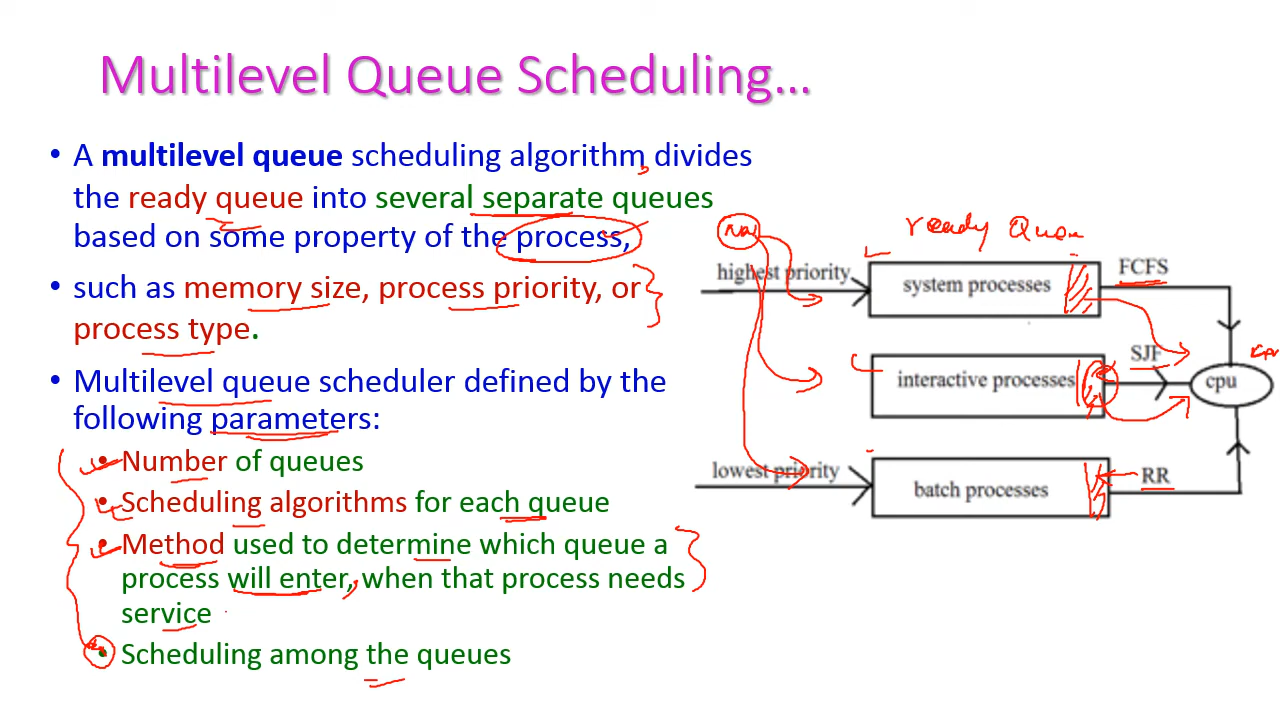 Multilevel Queue Scheduling...
• A multilevel queue scheduling algorithm, divides
the ready queue into several separate queues
based on some property of the process,
• such as memory size, process priority, or
process type.
• Multilevel queue scheduler defined by the
following parameters:
• Number of queues
• Scheduling algorithms for each queue
• Method used to determine which queue a
process will enter, when that process needs
service
• Scheduling among the queues
ready
highest priority
system processes
FCFS
interactive processes
SJF
cpu
lowest priority
batch processes
RR